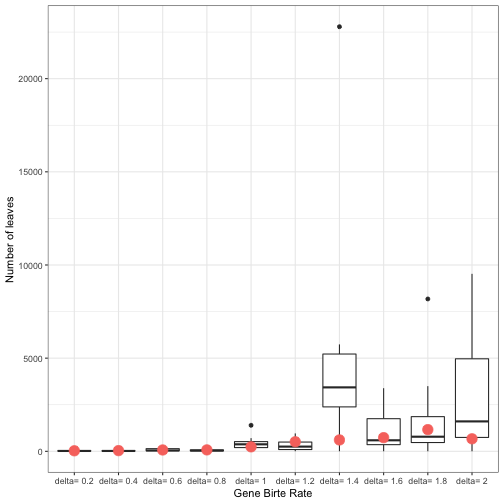 20000
15000
10000
5000
0
Number of leaves
delta= 0.2 delta= 0.4 delta= 0.6 delta= 0.8 delta= 1 delta= 1.2 delta= 1.4 delta= 1.6 delta= 1.8 delta= 2
Gene Birte Rate